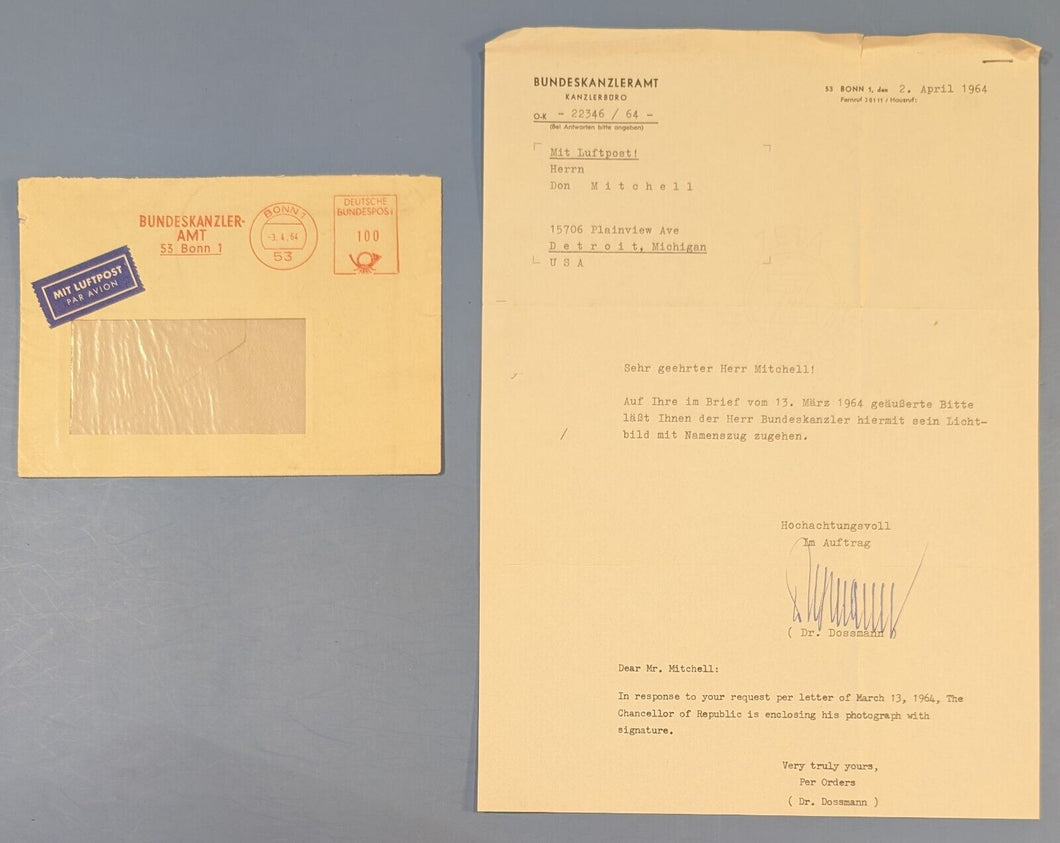 BUNDESKANZLER-
AMT
53 Bonn 1
BONN 1
-3.4.64
53
DEUTSCHE
BUNDESPOST
100
MIT LUFTPOST
PAR AVION
BUNDESKANZLERAMT
KANZLERBÜRO
O-K - 22346 / 64 -
(Bei Antworten bitte angeben)
53 BONN 1, den 2. April 1964
Fernruf 20111 / Hausruf:
Mit Luftpost!
Herrn
Don M i t c h e l l
15706 Plainview Ave
D e t r o i t, Michigan
U S A
Sehr geehrter Herr Mitchell!
Auf Ihre im Brief vom 13. März 1964 geäußerte Bitte
läßt Ihnen der Herr Bundeskanzler hiermit sein Licht-
bild mit Namenszug zugehen.
Hochachtungsvoll
Im Auftrag
( Dr. Dossmann )
Dear Mr. Mitchell:
In response to your request per letter of March 13, 1964, The
Chancellor of Republic is enclosing his photograph with
signature.
Very truly yours,
Per Orders
( Dr. Dossmann )